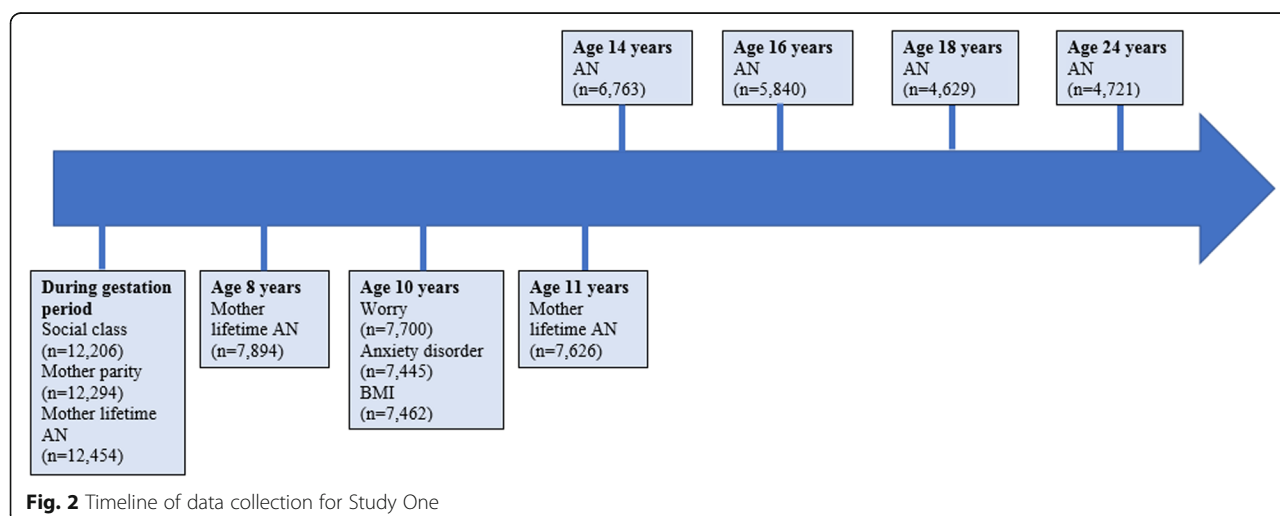 Age 14 years
AN
(n=6,763)
Age 16 years
AN
(n=5,840)
Age 18 years
AN
(n=4,629)
Age 24 years
AN
(n=4,721)
During gestation
period
Social class
(n=12,206)
Mother parity
(n=12,294)
Mother lifetime
AN
(n=12,454)
Age 8 years
Mother
lifetime AN
(n=7,894)
Age 10 years
Worry
(n=7,700)
Anxiety disorder
(n=7,445)
BMI
(n=7,462)
Age 11 years
Mother
lifetime AN
(n=7,626)
Fig. 2 Timeline of data collection for Study One